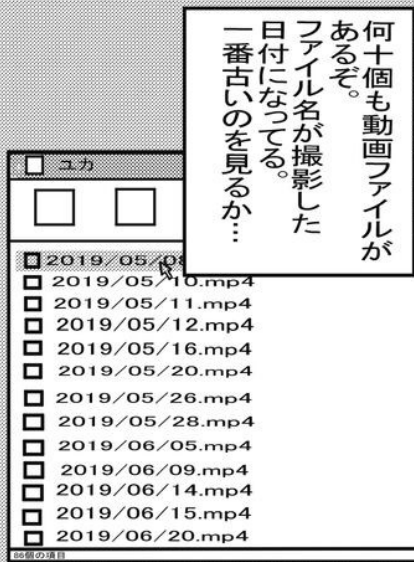 何十個も動画ファイルが
あるぞ。
ファイル名が撮影した
日付になってる。
一番古いのを見るか…
ユカ
2019/05/08
2019/05/10.mp4
2019/05/11.mp4
2019/05/12.mp4
2019/05/16.mp4
2019/05/20.mp4
2019/05/26.mp4
2019/05/28.mp4
2019/06/05.mp4
2019/06/09.mp4
2019/06/14.mp4
2019/06/15.mp4
2019/06/20.mp4
86個の項目